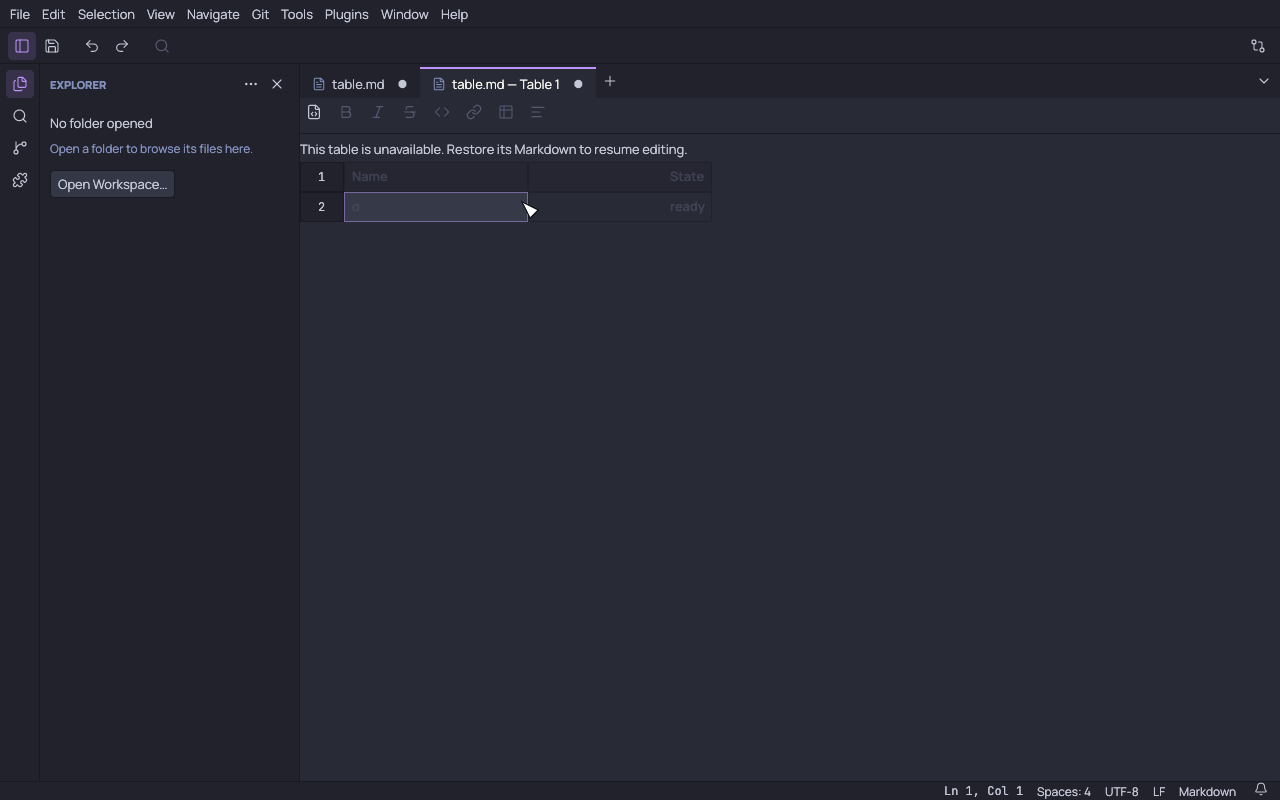 File Edit Selection View Navigate Git Tools Plugins Window Help
EXPLORER
No folder opened
Open a folder to browse its files here.
Open Workspace...
table.md
table.md — Table 1
This table is unavailable. Restore its Markdown to resume editing.
1 Name State
2 a ready
Ln 1, Col 1 Spaces: 4 UTF-8 LF Markdown